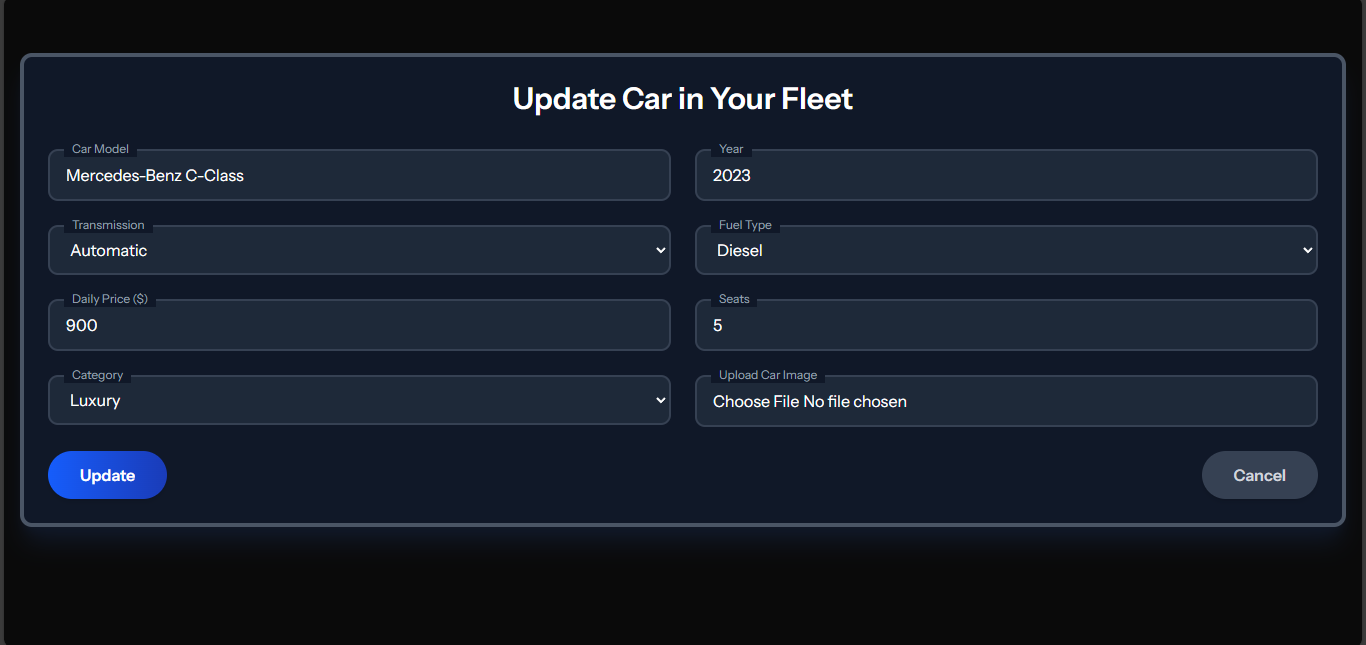 Update Car in Your Fleet
Car Model
Mercedes-Benz C-Class
Year
2023
Transmission
Automatic
Fuel Type
Diesel
Daily Price ($)
900
Seats
5
Category
Luxury
Upload Car Image
Choose File No file chosen
Update
Cancel